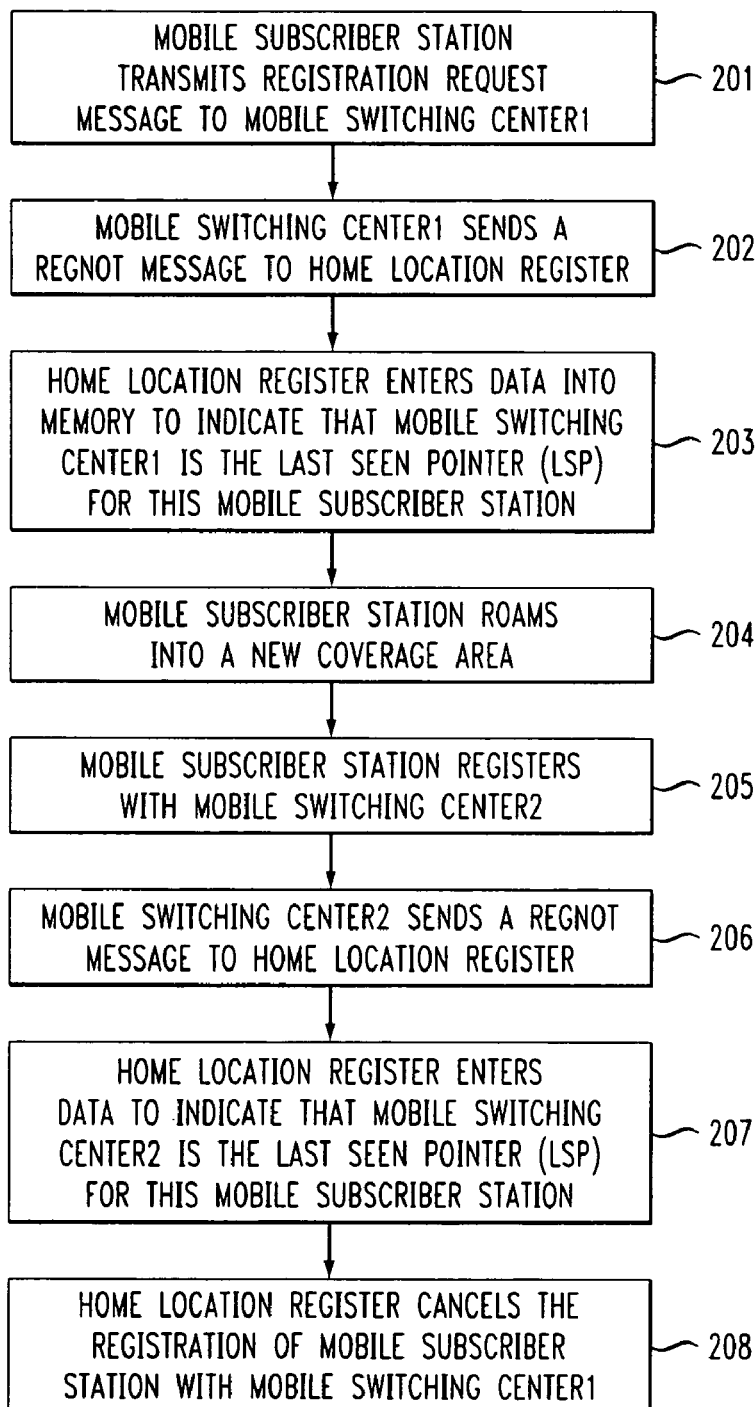 MOBILE SUBSCRIBER STATION
TRANSMITS REGISTRATION REQUEST
MESSAGE TO MOBILE SWITCHING CENTER1
201
MOBILE SWITCHING CENTER1 SENDS A
REGNOT MESSAGE TO HOME LOCATION REGISTER
202
HOME LOCATION REGISTER ENTERS DATA INTO
MEMORY TO INDICATE THAT MOBILE SWITCHING
CENTER1 IS THE LAST SEEN POINTER (LSP)
FOR THIS MOBILE SUBSCRIBER STATION
203
MOBILE SUBSCRIBER STATION ROAMS
INTO A NEW COVERAGE AREA
204
MOBILE SUBSCRIBER STATION REGISTERS
WITH MOBILE SWITCHING CENTER2
205
MOBILE SWITCHING CENTER2 SENDS A REGNOT
MESSAGE TO HOME LOCATION REGISTER
206
HOME LOCATION REGISTER ENTERS
DATA TO INDICATE THAT MOBILE SWITCHING
CENTER2 IS THE LAST SEEN POINTER (LSP)
FOR THIS MOBILE SUBSCRIBER STATION
207
HOME LOCATION REGISTER CANCELS THE
REGISTRATION OF MOBILE SUBSCRIBER
STATION WITH MOBILE SWITCHING CENTER1
208